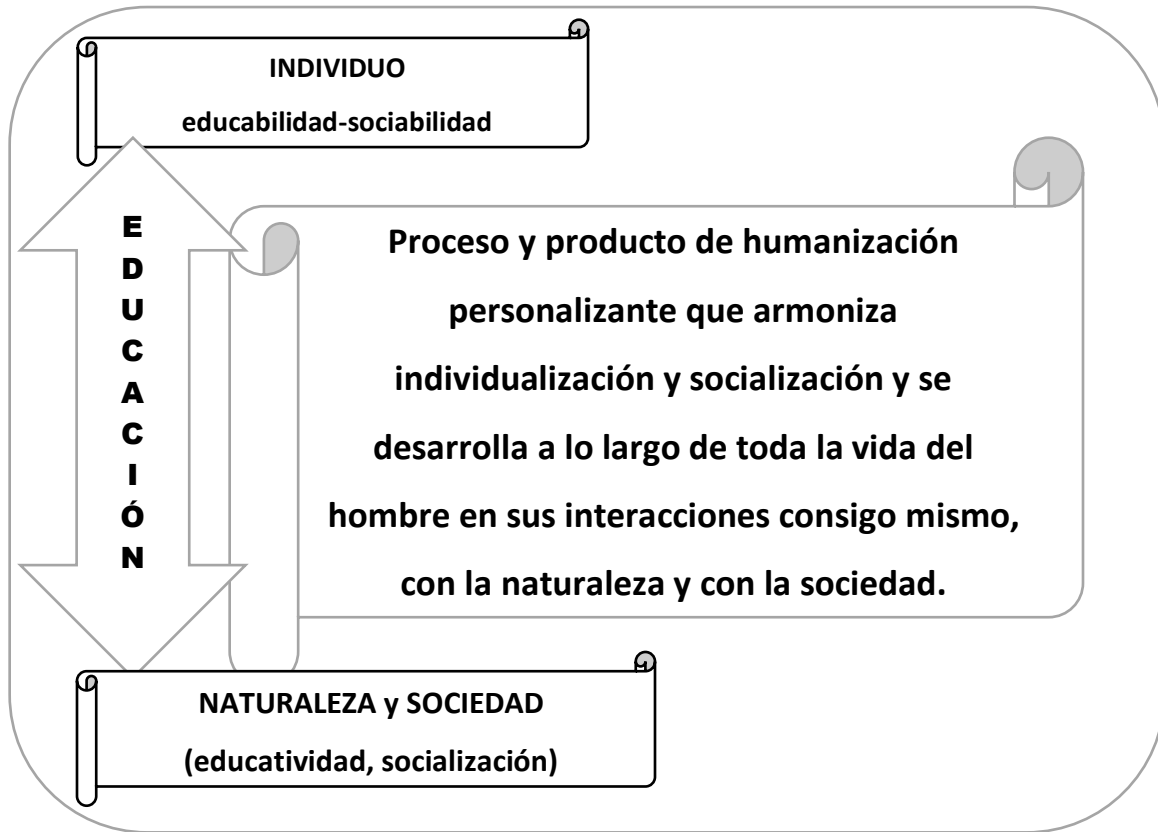 INDIVIDUO
educabilidad-sociabilidad
EDUCACIÓN
Proceso y producto de humanización
personalizante que armoniza
individualización y socialización y se
desarrolla a lo largo de toda la vida del
hombre en sus interacciones consigo mismo,
con la naturaleza y con la sociedad.
NATURALEZA y SOCIEDAD
(educatividad, socialización)